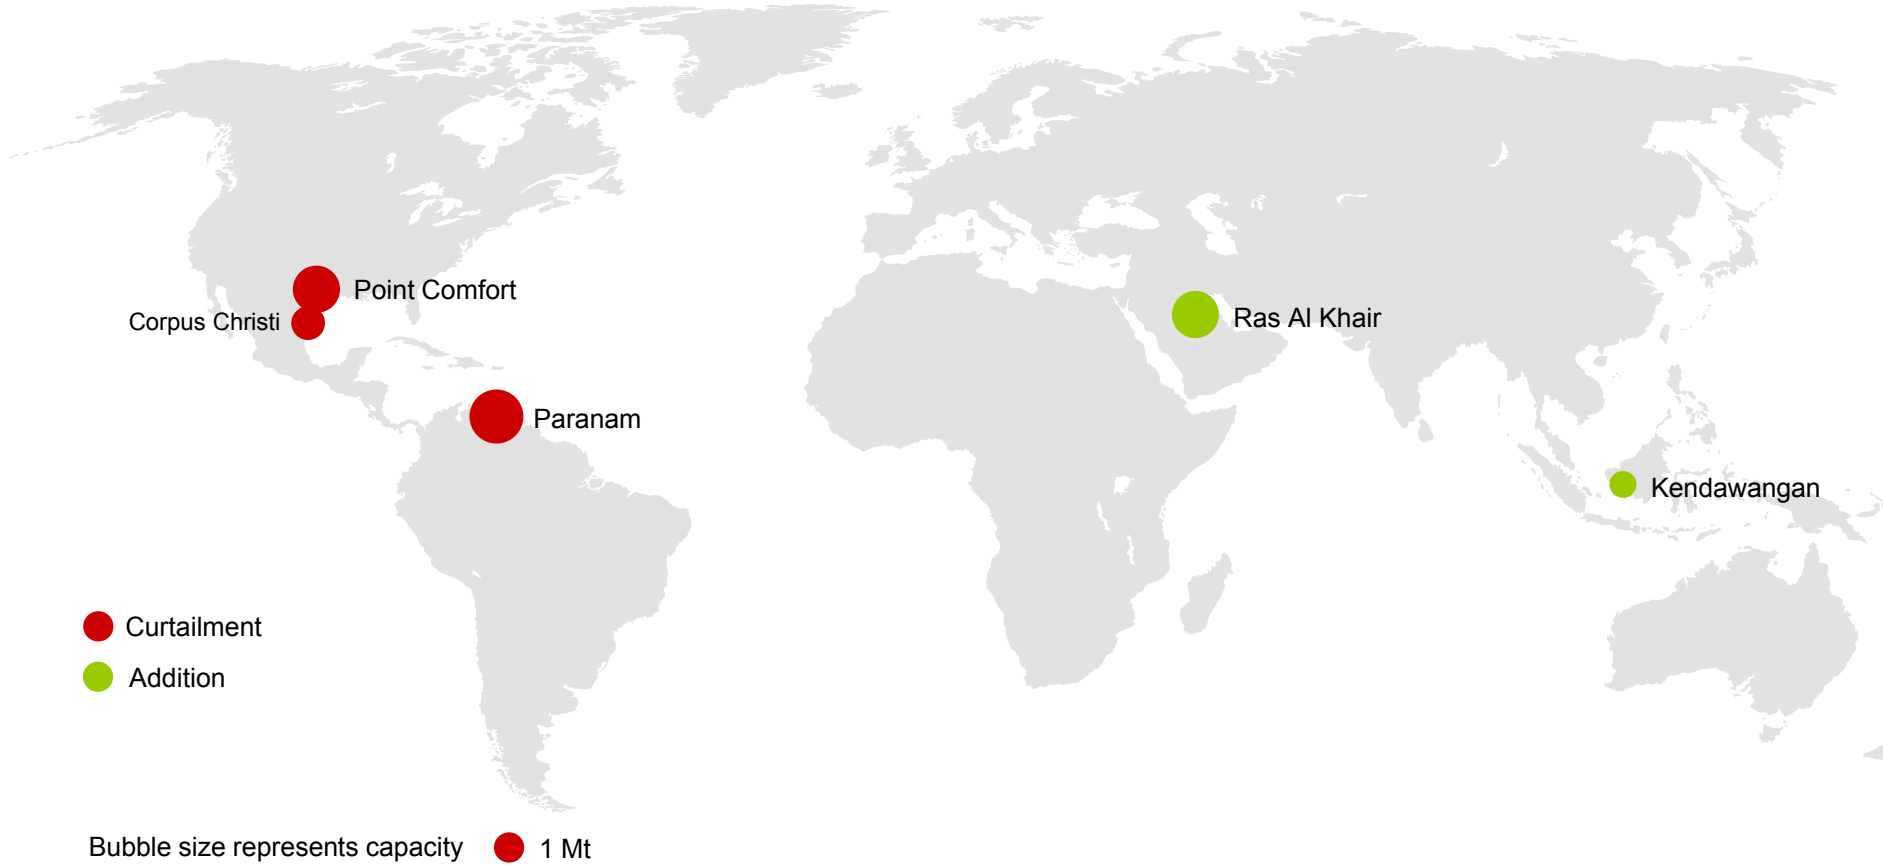 Point Comfort
Corpus Christi
Ras Al Khair
Paranam
Kendawangan
Curtailment
Addition
Bubble size represents capacity
1 Mt